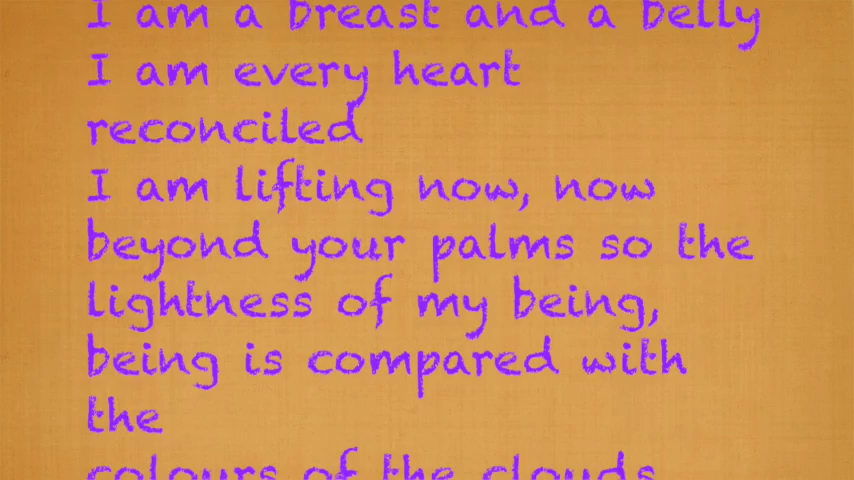 I am a breast and a belly
I am every heart
reconciled
I am lifting now, now
beyond your palms so the
lightness of my being,
being is compared with
the
colours of the clouds